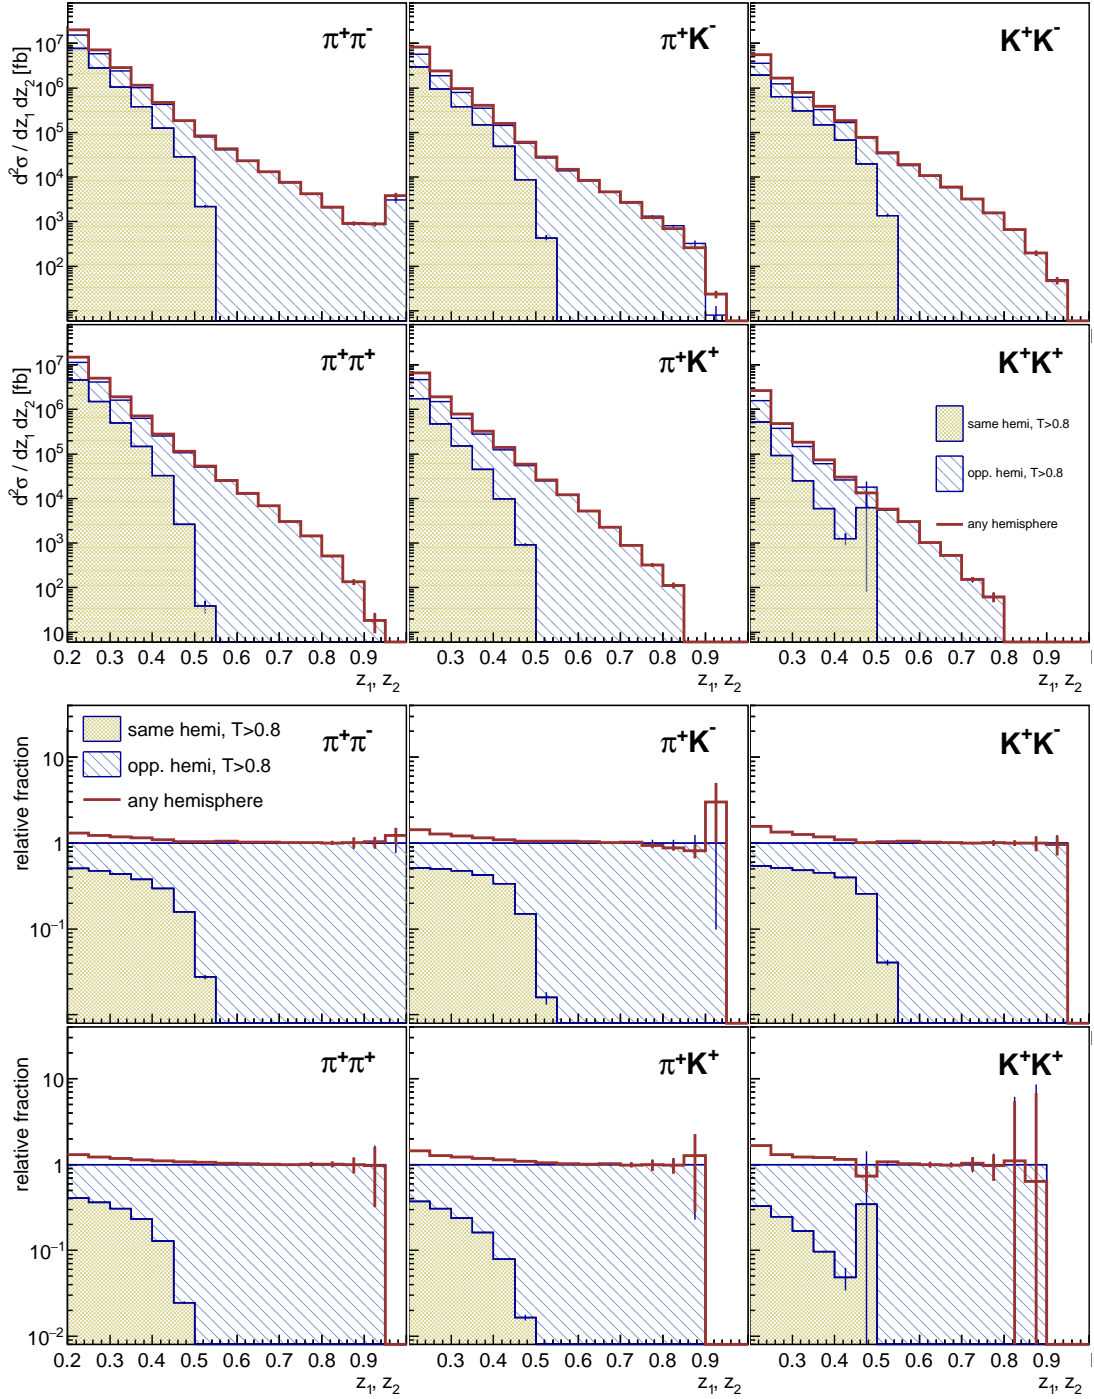 π⁺π⁻ π⁺K⁻ K⁺K⁻
d²σ / dz₁ dz₂ [fb]
10⁷
10⁶
10⁵
10⁴
10³
10²
π⁺π⁺ π⁺K⁺ K⁺K⁺
d²σ / dz₁ dz₂ [fb]
10⁷
10⁶
10⁵
10⁴
10³
10²
10
same hemi, T>0.8
opp. hemi, T>0.8
any hemisphere
0.2 0.3 0.4 0.5 0.6 0.7 0.8 0.9 0.3 0.4 0.5 0.6 0.7 0.8 0.9 0.3 0.4 0.5 0.6 0.7 0.8 0.9
z₁, z₂ z₁, z₂ z₁, z₂
same hemi, T>0.8
opp. hemi, T>0.8
any hemisphere
π⁺π⁻ π⁺K⁻ K⁺K⁻
relative fraction
10
1
10⁻¹
π⁺π⁺ π⁺K⁺ K⁺K⁺
relative fraction
10
1
10⁻¹
10⁻²
0.2 0.3 0.4 0.5 0.6 0.7 0.8 0.9 0.3 0.4 0.5 0.6 0.7 0.8 0.9 0.3 0.4 0.5 0.6 0.7 0.8 0.9
z₁, z₂ z₁, z₂ z₁, z₂